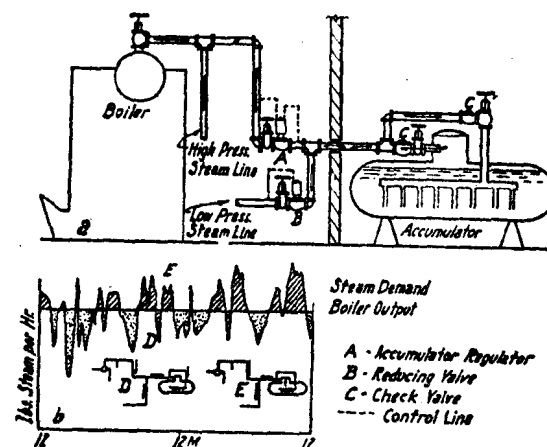 Boiler
High Press.
Steam Line
A
C
C
Low Press.
Steam Line
B
Accumulator
a
E
Steam Demand
Boiler Output
D
Lbs. Steam per Hr.
D
E
A - Accumulator Regulator
B - Reducing Valve
C - Check Valve
---- Control Line
b
12
12M
12